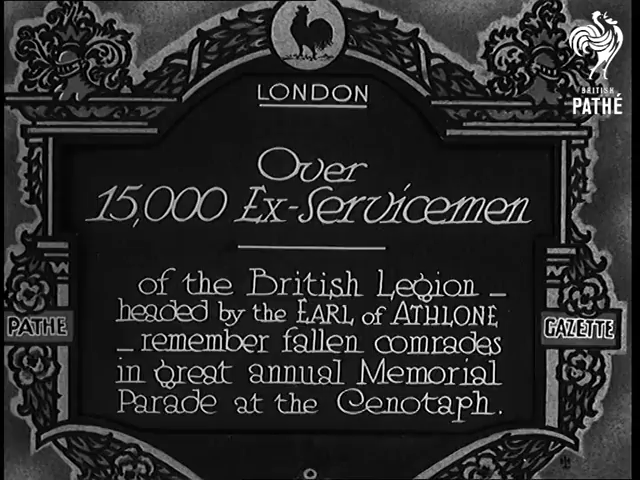 BRITISH
PATHÉ
LONDON
Over
15,000 Ex-Servicemen
of the British Legion –
headed by the EARL of ATHLONE
– remember fallen comrades
in great annual Memorial
Parade at the Cenotaph.
PATHE
GAZETTE